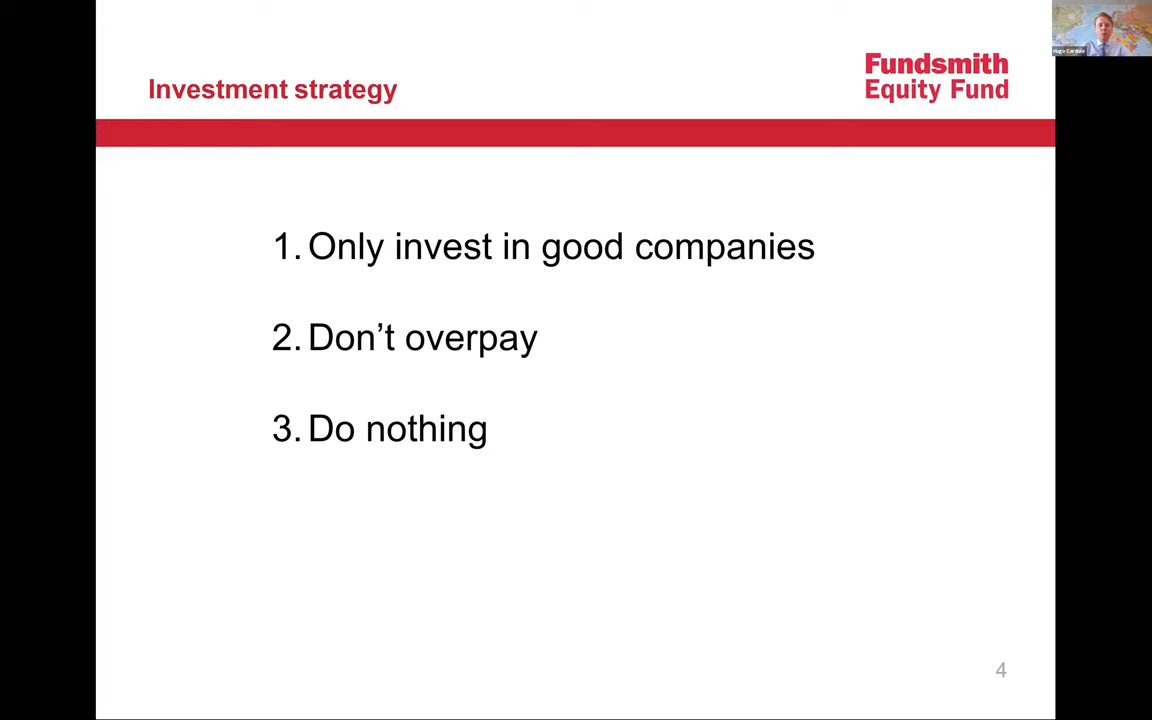 Investment strategy
Fundsmith
Equity Fund
1. Only invest in good companies
2. Don’t overpay
3. Do nothing
4